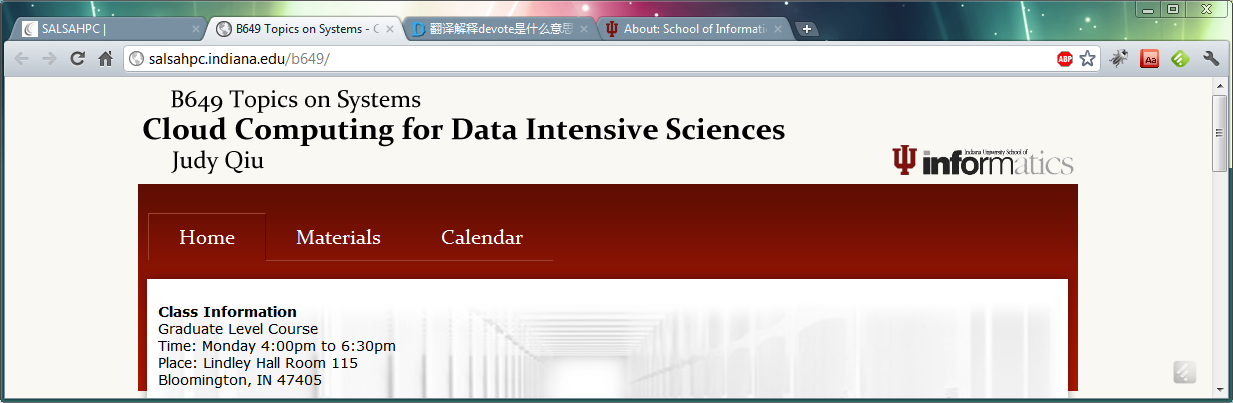 SALSAHPC |
B649 Topics on Systems - C
翻译解释devote是什么意思
About: School of Informati
salsahpc.indiana.edu/b649/
ABP
Aa
B649 Topics on Systems
Cloud Computing for Data Intensive Sciences
Judy Qiu
Indiana University School of
informatics
Home
Materials
Calendar
Class Information
Graduate Level Course
Time: Monday 4:00pm to 6:30pm
Place: Lindley Hall Room 115
Bloomington, IN 47405